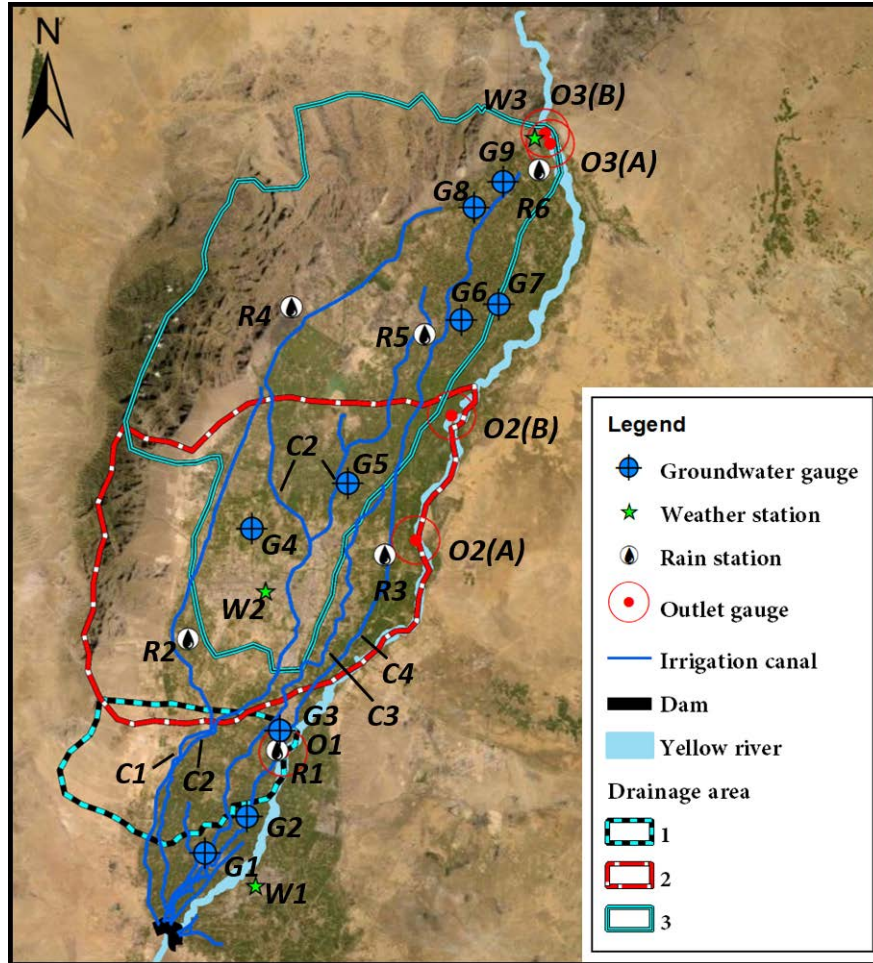 N
O3(B)
W3
G9
O3(A)
G8
R6
G7
G6
R4
R5
O2(B)
C2
G5
G4
O2(A)
W2
R3
R2
C4
G3
C3
O1
C1
C2
R1
G2
G1
W1
Legend
Groundwater gauge
Weather station
Rain station
Outlet gauge
Irrigation canal
Dam
Yellow river
Drainage area
1
2
3